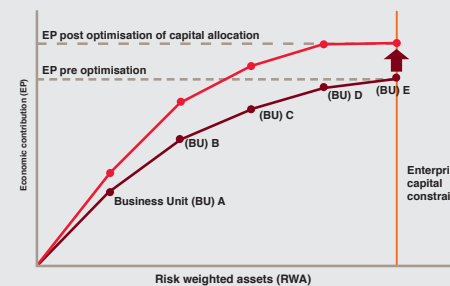 EP post optimisation of capital allocation
EP pre optimisation
(BU) E
(BU) D
(BU) C
(BU) B
Business Unit (BU) A
Economic contribution (EP)
capital
Risk weighted assets (RWA)